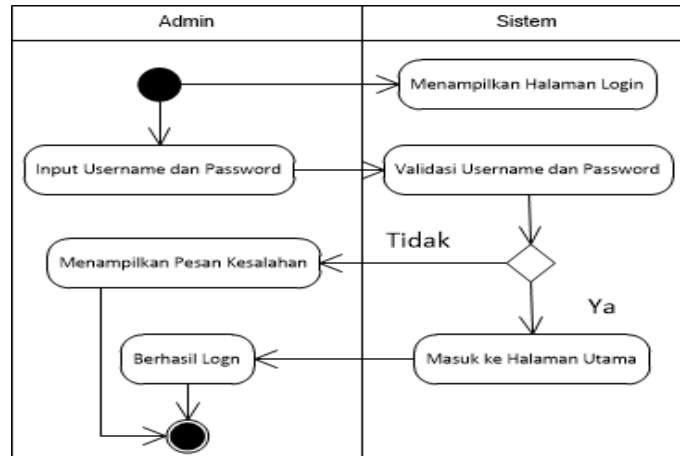 Admin
Sistem
Menampilkan Halaman Login
Input Username dan Password
Validasi Username dan Password
Tidak
Menampilkan Pesan Kesalahan
Ya
Berhasil Logn
Masuk ke Halaman Utama